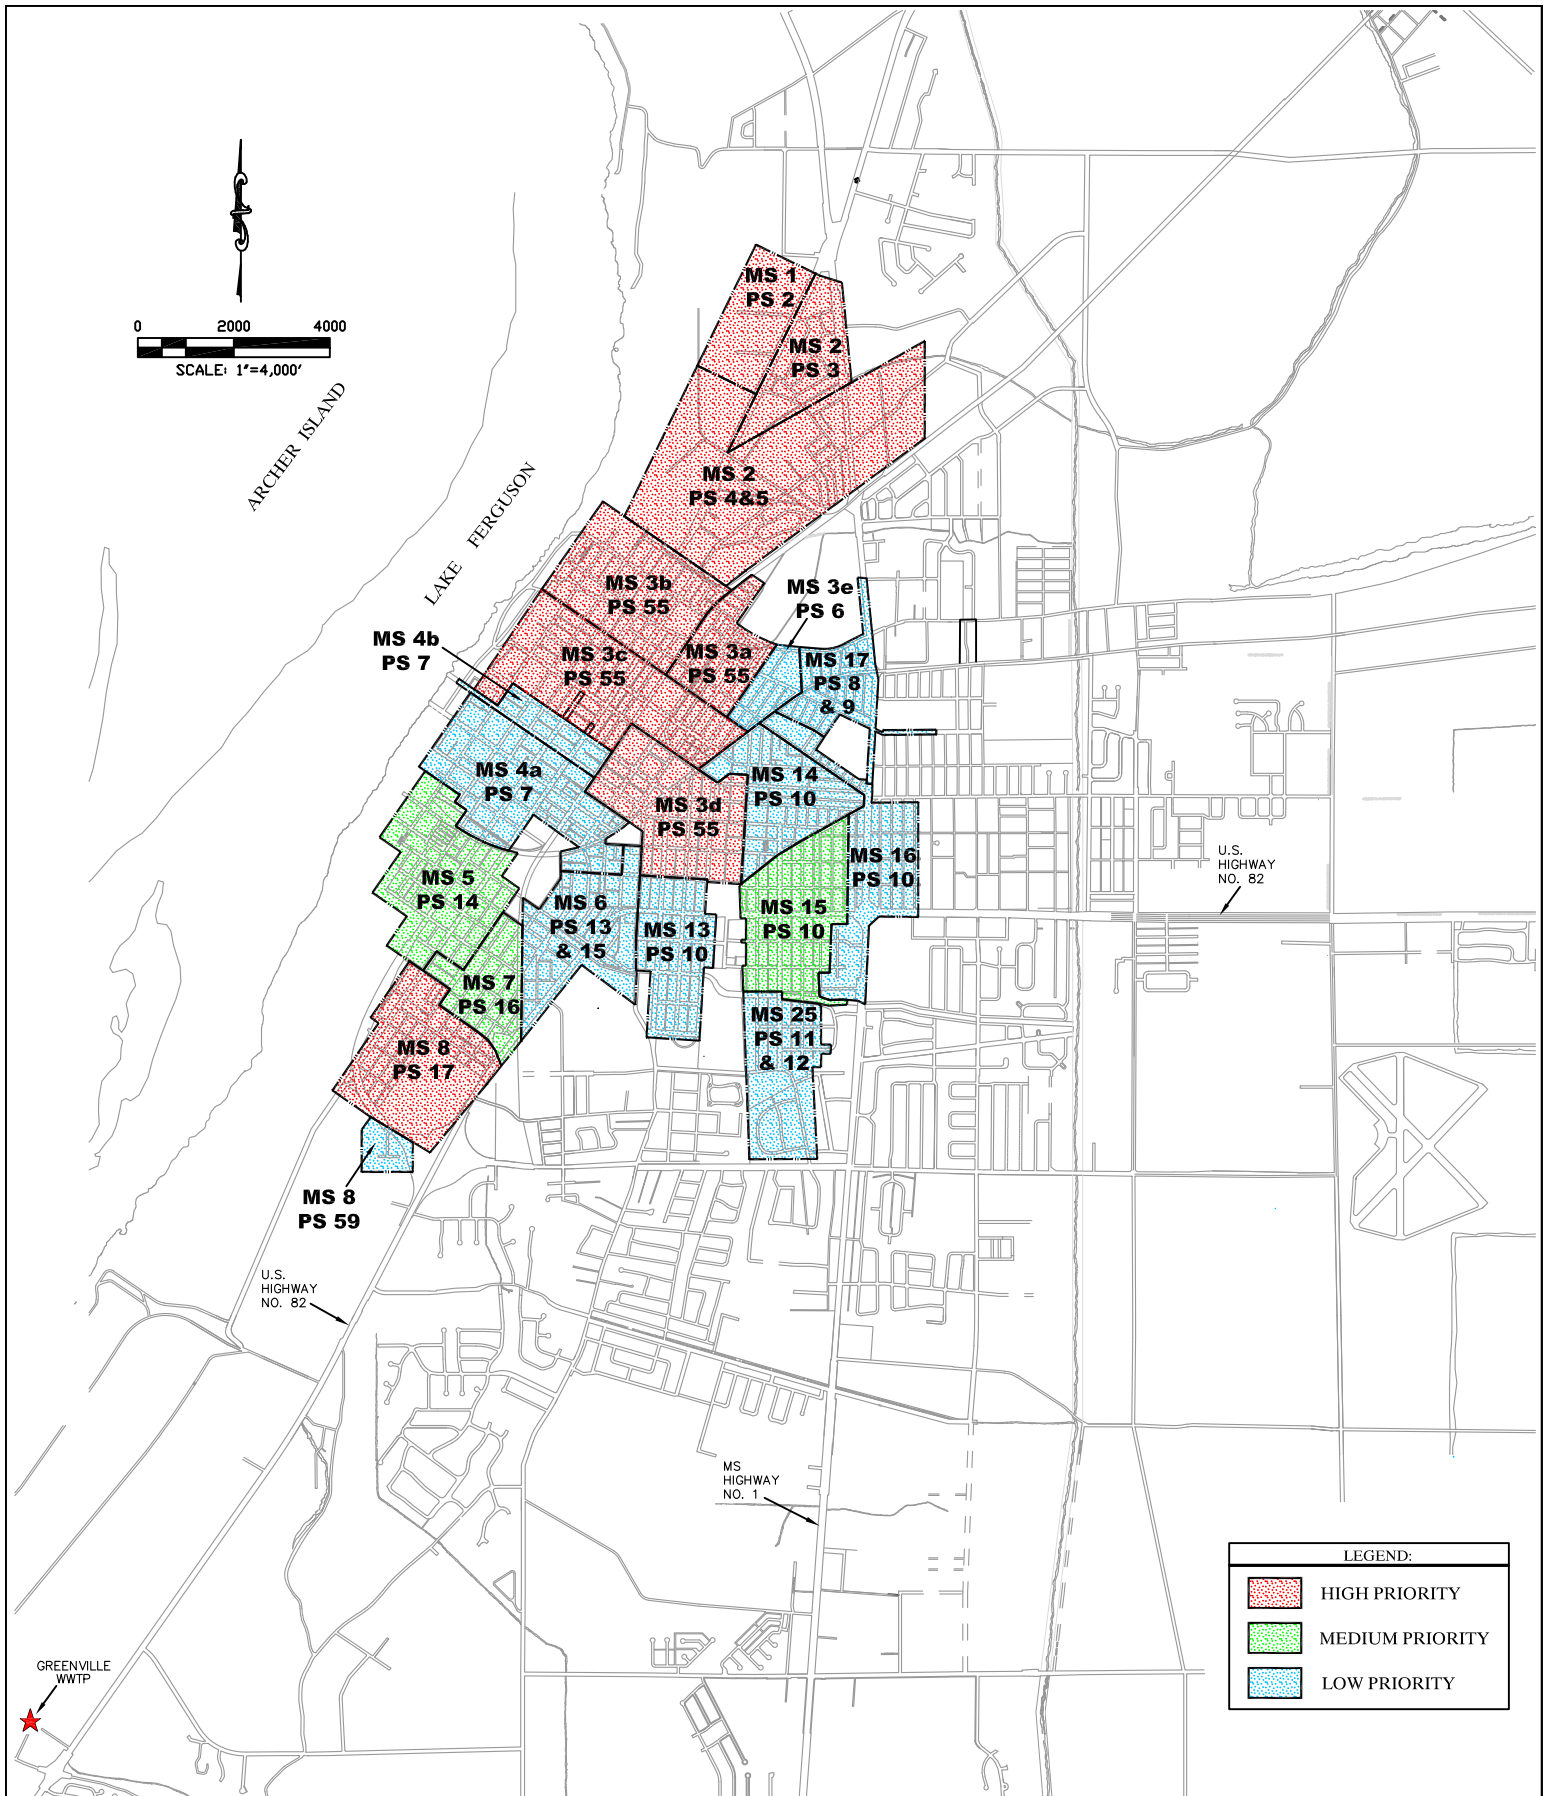 MS 1
PS 2
0 2000 4000
SCALE: 1"=4,000'
MS 2
PS 3
ARCHER ISLAND
LAKE FERGUSON
MS 2
PS 4&5
MS 3b
PS 55
MS 3e
PS 6
MS 4b
PS 7
MS 3c
PS 55
MS 3a
PS 55
MS 17
PS 8
& 9
MS 4a
PS 7
MS 14
PS 10
MS 3d
PS 55
MS 16
PS 10
U.S.
HIGHWAY
NO. 82
MS 5
PS 14
MS 6
PS 13
& 15
MS 13
PS 10
MS 15
PS 10
MS 7
PS 16
MS 25
PS 11
& 12
MS 8
PS 17
MS 8
PS 59
U.S.
HIGHWAY
NO. 82
MS
HIGHWAY
NO. 1
LEGEND:
HIGH PRIORITY
MEDIUM PRIORITY
LOW PRIORITY
GREENVILLE
WWTP